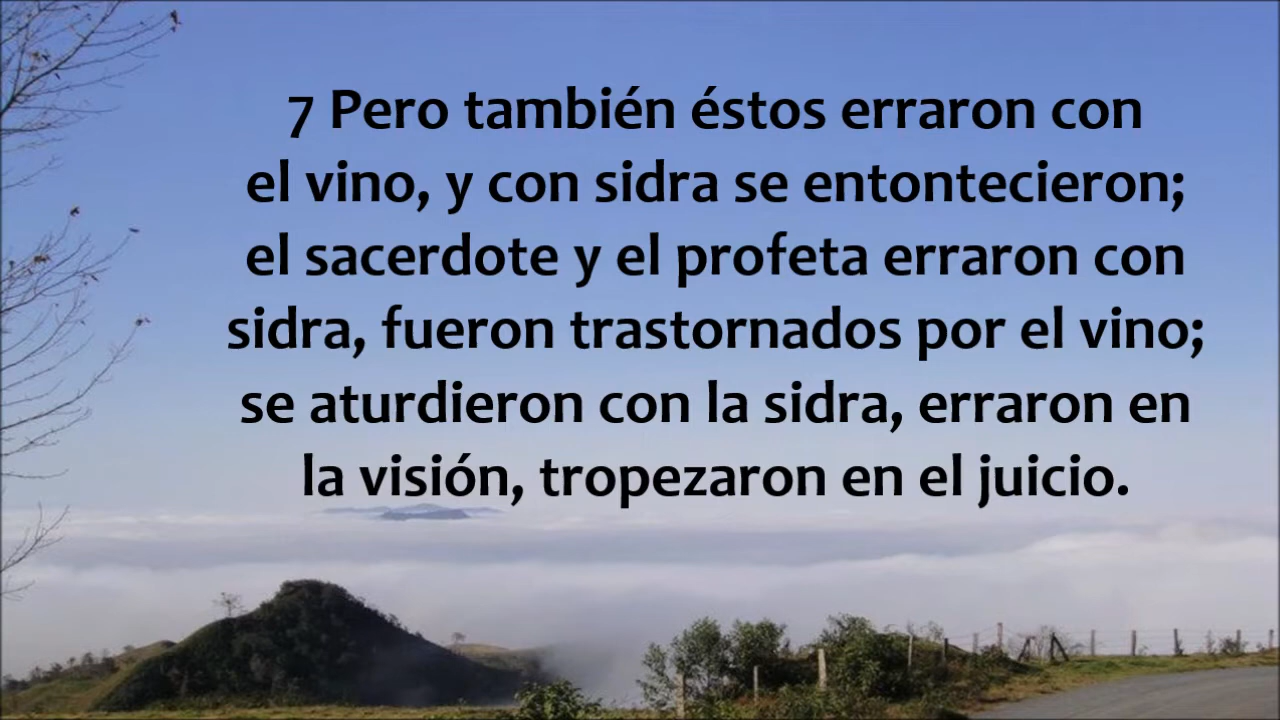 7 Pero también éstos erraron con
el vino, y con sidra se entontecieron;
el sacerdote y el profeta erraron con
sidra, fueron trastornados por el vino;
se aturdieron con la sidra, erraron en
la visión, tropezaron en el juicio.